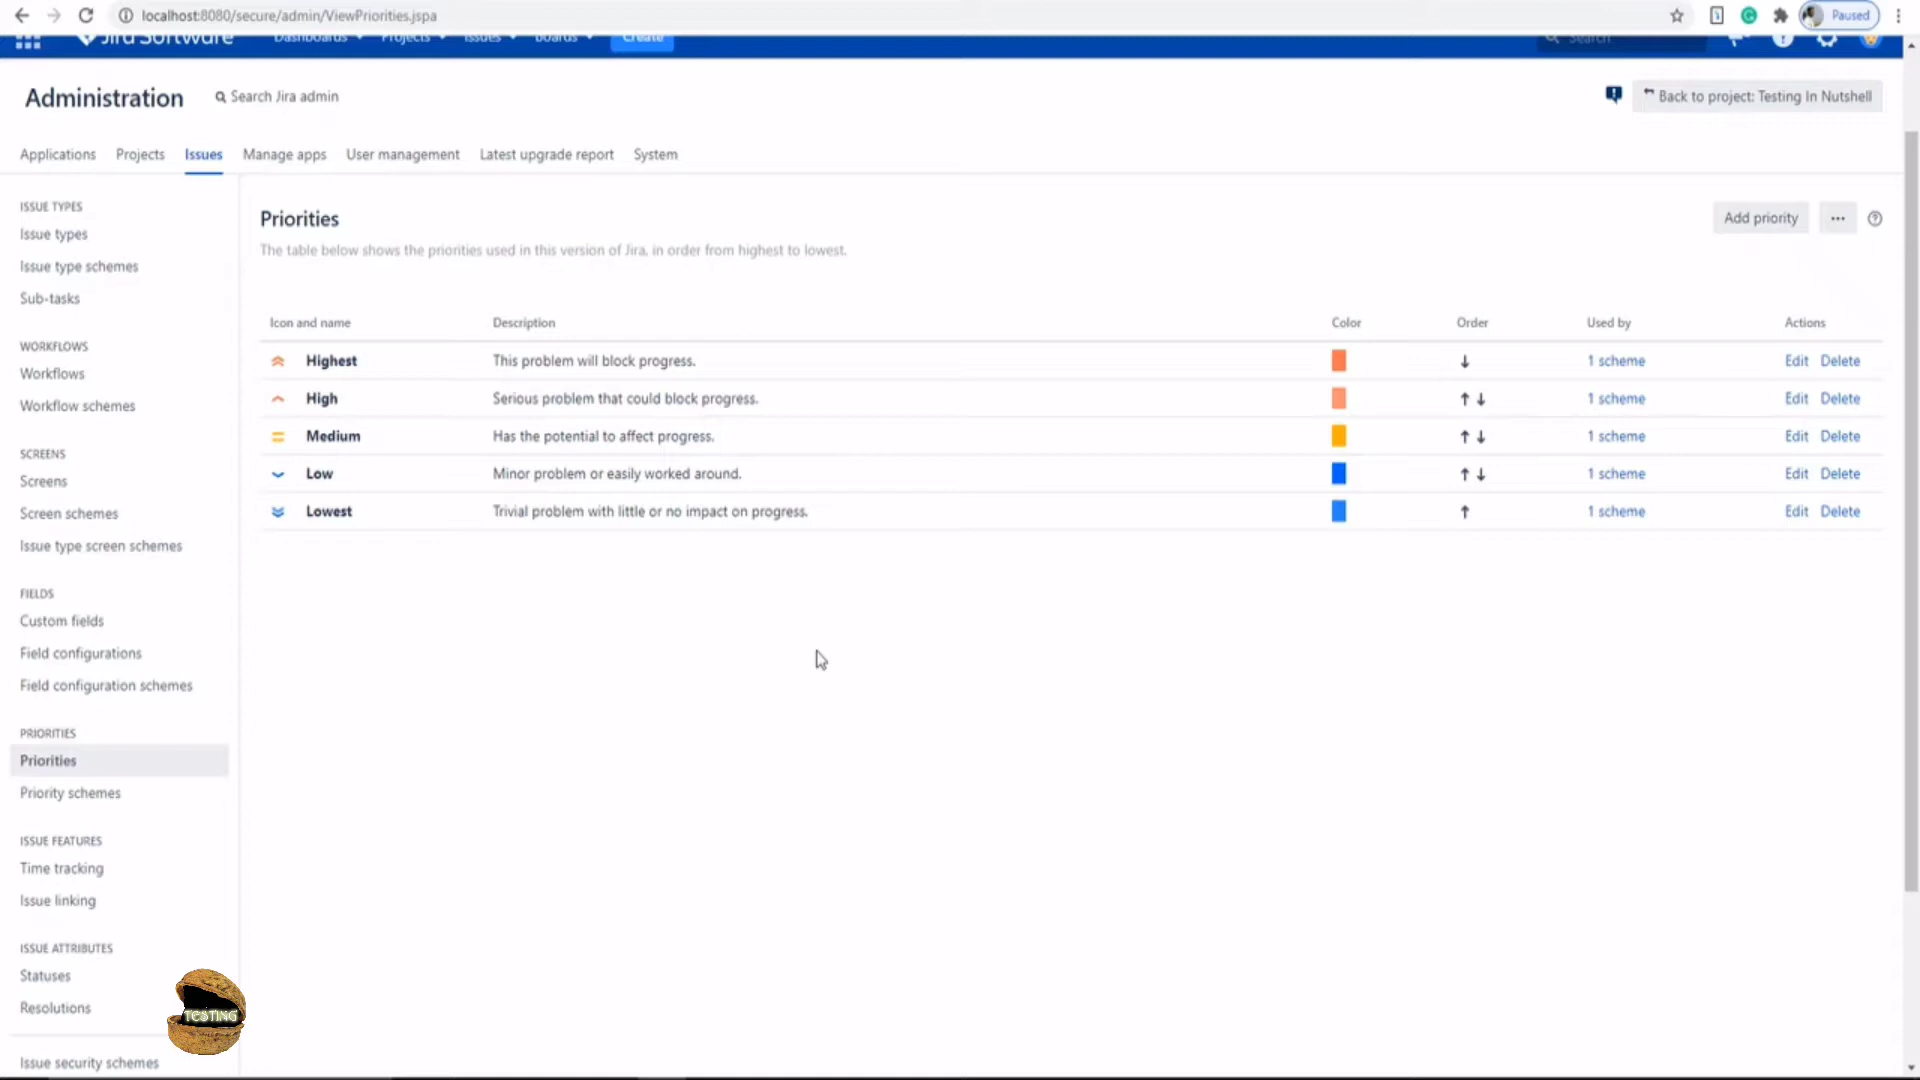 localhost:8080/secure/admin/ViewPriorities.jspa
Paused
Jira Software Dashboards Projects Issues Boards Create Search
Administration Search Jira admin
Back to project: Testing In Nutshell
Applications Projects Issues Manage apps User management Latest upgrade report System
ISSUE TYPES
Issue types
Issue type schemes
Sub-tasks
WORKFLOWS
Workflows
Workflow schemes
SCREENS
Screens
Screen schemes
Issue type screen schemes
FIELDS
Custom fields
Field configurations
Field configuration schemes
PRIORITIES
Priorities
Priority schemes
ISSUE FEATURES
Time tracking
Issue linking
ISSUE ATTRIBUTES
Statuses
Resolutions
Issue security schemes
TESTING
Priorities
Add priority ...
The table below shows the priorities used in this version of Jira, in order from highest to lowest.
Icon and name Description Color Order Used by Actions
Highest This problem will block progress. ↓ 1 scheme Edit Delete
High Serious problem that could block progress. ↑ ↓ 1 scheme Edit Delete
Medium Has the potential to affect progress. ↑ ↓ 1 scheme Edit Delete
Low Minor problem or easily worked around. ↑ ↓ 1 scheme Edit Delete
Lowest Trivial problem with little or no impact on progress. ↑ 1 scheme Edit Delete